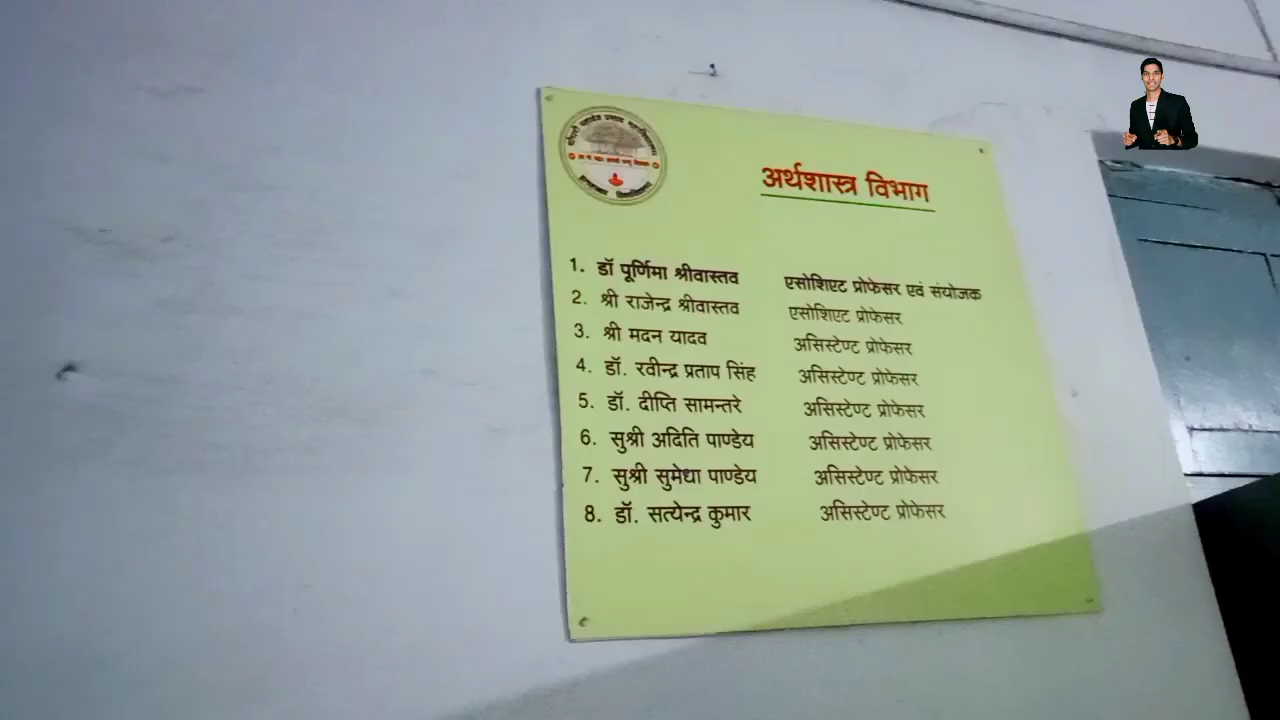 अर्थशास्त्र विभाग
1. डॉ पूर्णिमा श्रीवास्तव एसोशिएट प्रोफेसर एवं संयोजक
2. श्री राजेन्द्र श्रीवास्तव एसोशिएट प्रोफेसर
3. श्री मदन यादव असिस्टेण्ट प्रोफेसर
4. डॉ. रवीन्द्र प्रताप सिंह असिस्टेण्ट प्रोफेसर
5. डॉ. दीप्ति सामन्तरे असिस्टेण्ट प्रोफेसर
6. सुश्री अदिति पाण्डेय असिस्टेण्ट प्रोफेसर
7. सुश्री सुमेधा पाण्डेय असिस्टेण्ट प्रोफेसर
8. डॉ. सत्येन्द्र कुमार असिस्टेण्ट प्रोफेसर